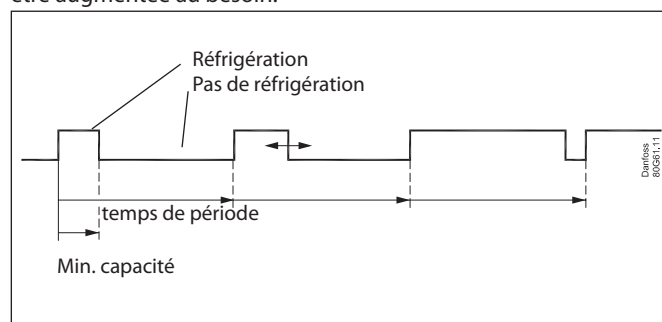 être augmentée au besoin.
Réfrigération
Pas de réfrigération
temps de période
Min. capacité
Danfoss
80G61.11